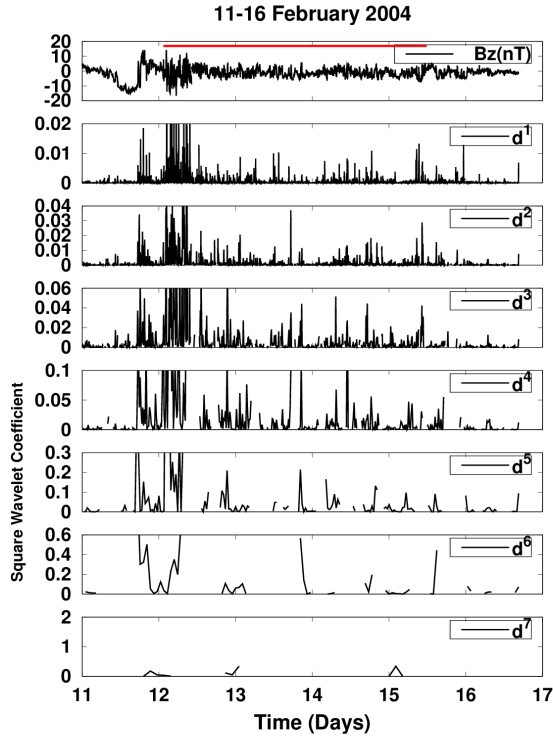 11-16 February 2004
20
10
0
-10
-20
Bz(nT)
0.02
0.01
0
d1
0.04
0.03
0.02
0.01
0
d2
0.06
0.04
0.02
0
d3
0.1
0.05
0
d4
0.3
0.2
0.1
0
d5
0.6
0.4
0.2
0
d6
2
1
0
d7
Square Wavelet Coefficient
11 12 13 14 15 16 17
Time (Days)